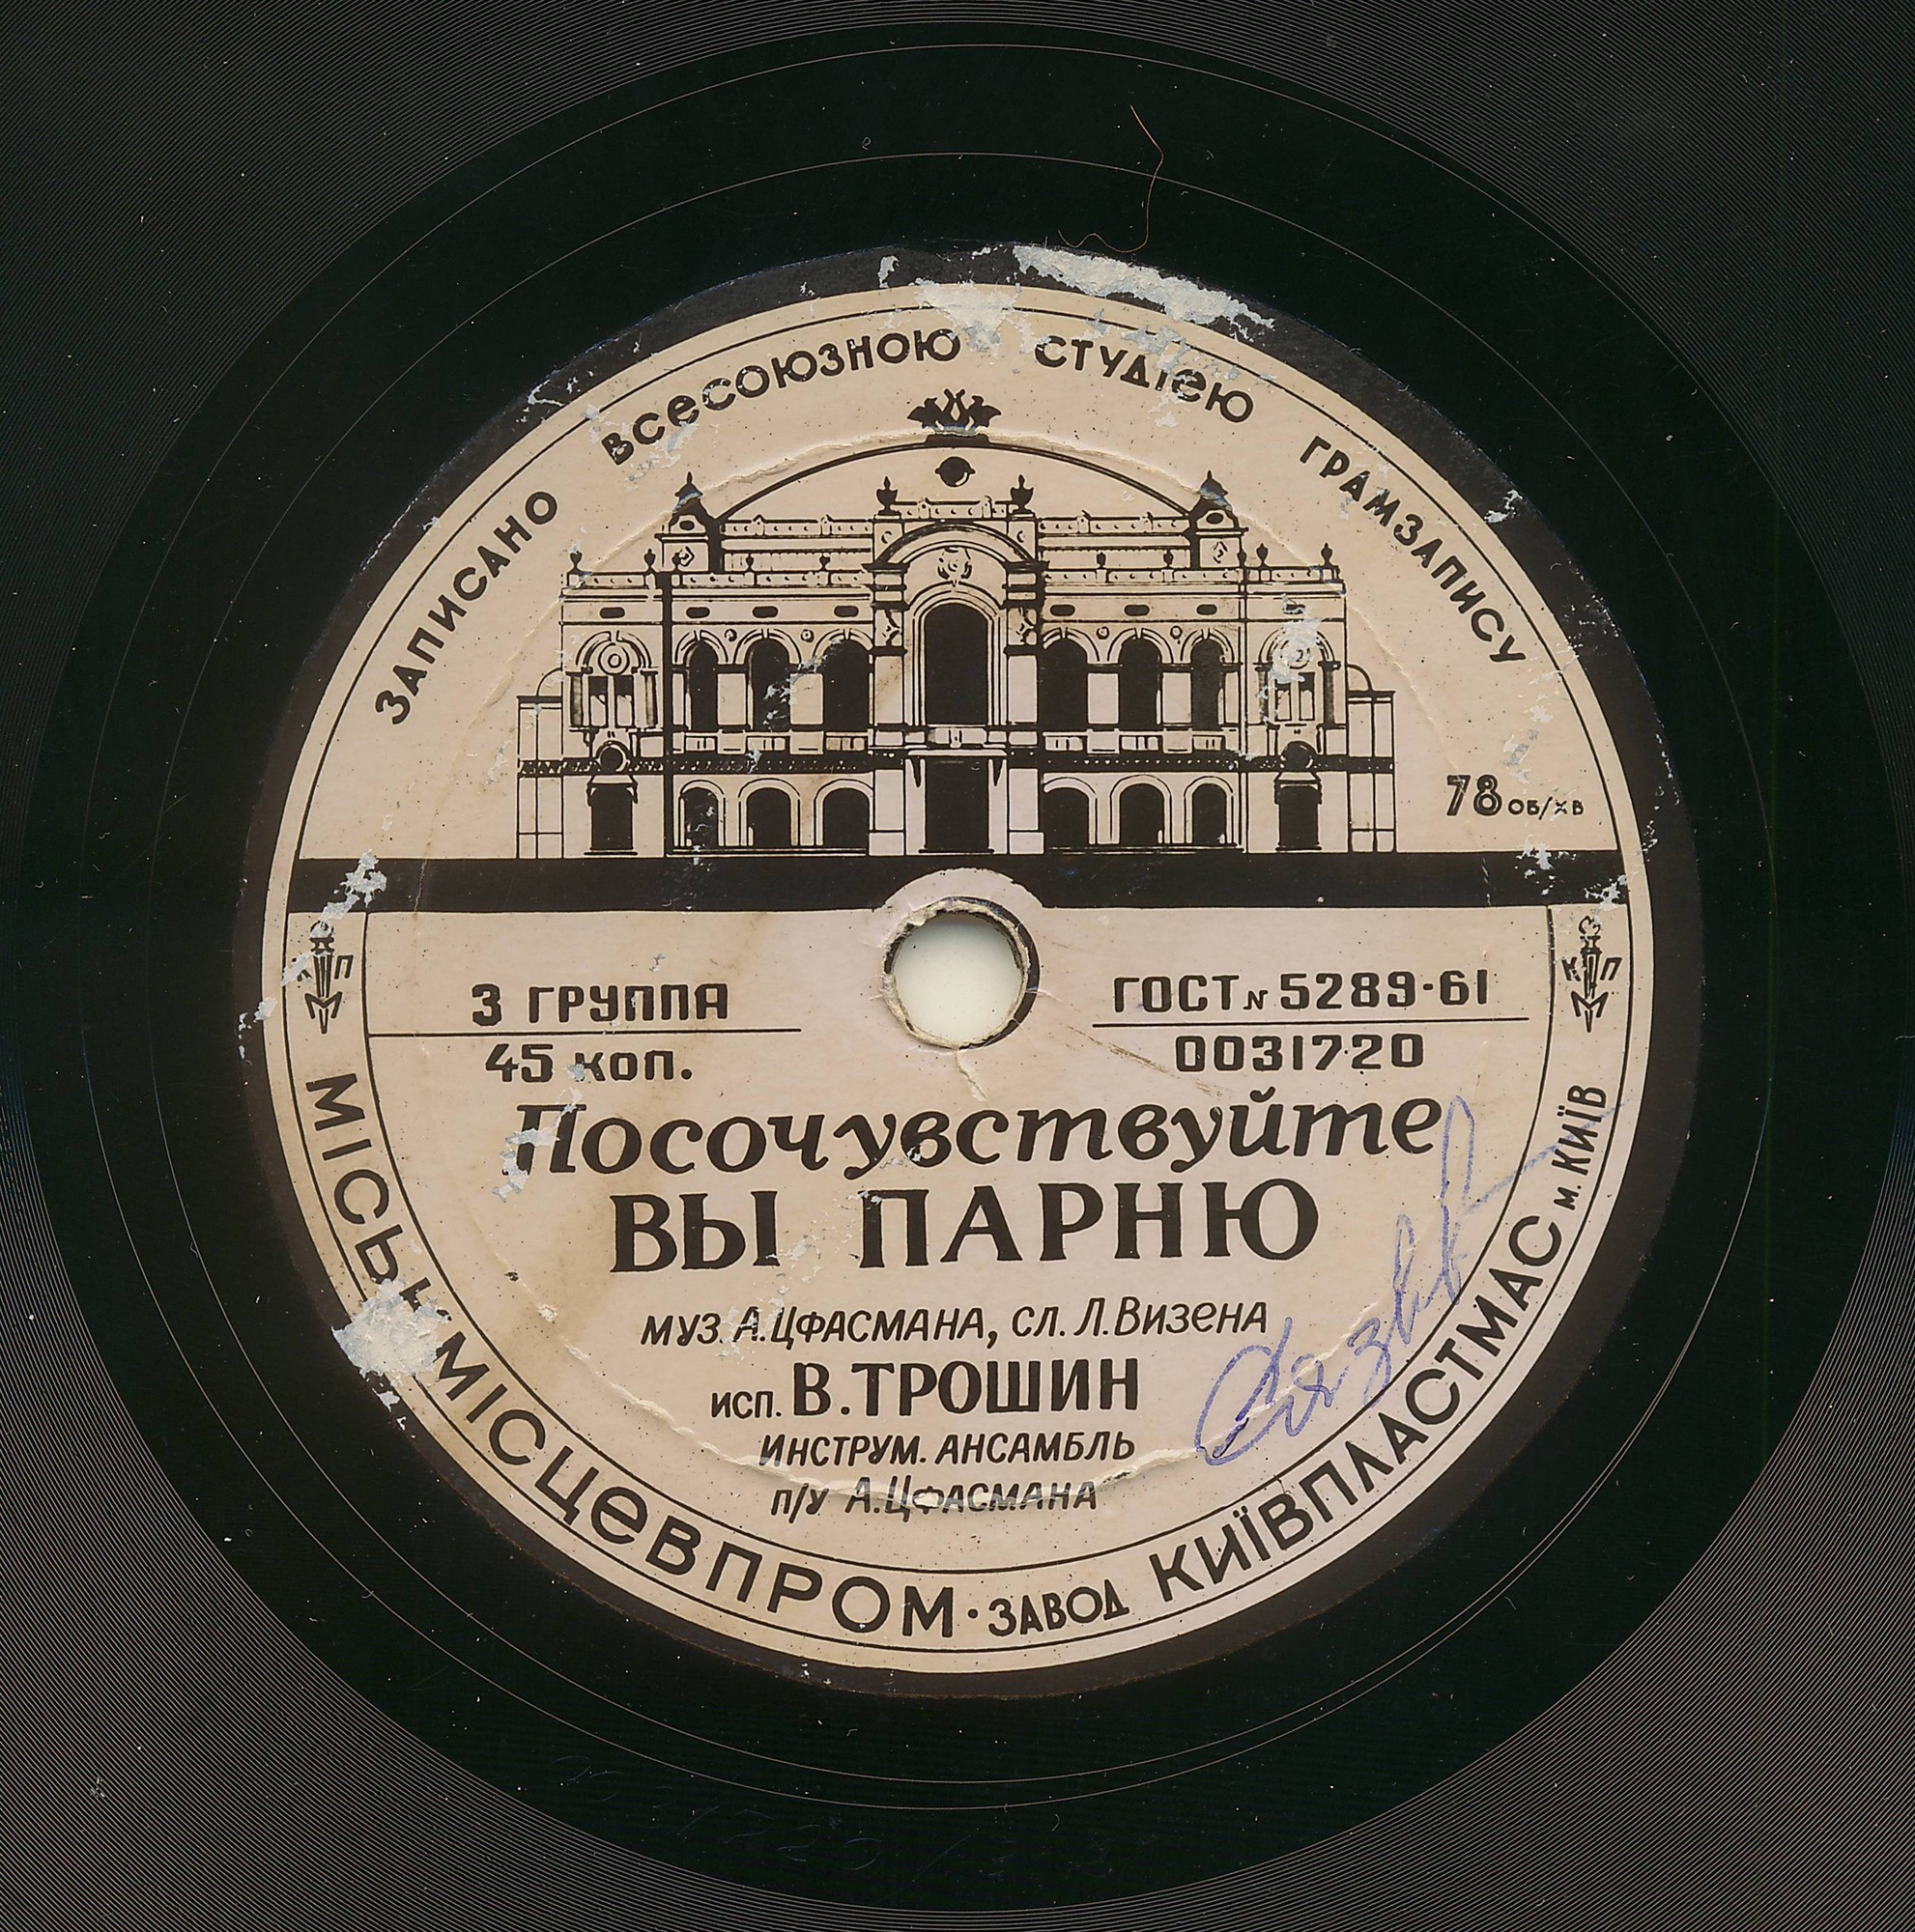 ЗАПИСАНО ВСЕСОЮЗНОЮ СТУДІЄЮ ГРАМЗАПИСУ
78 ОБ/ХВ
КП
КП
3 ГРУППА
ГОСТ N 5289-61
45 коп.
0031720
Посочувствуйте
ВЫ ПАРНЮ
МУЗ. А.ЦФАСМАНА, СЛ. Л.ВИЗЕНА
ИСП. В.ТРОШИН
ИНСТРУМ. АНСАМБЛЬ
П/У А.ЦФАСМАНА
МІСЬКМІСЦЕВПРОМ · ЗАВОД КИЇВПЛАСТМАС м. КИЇВ